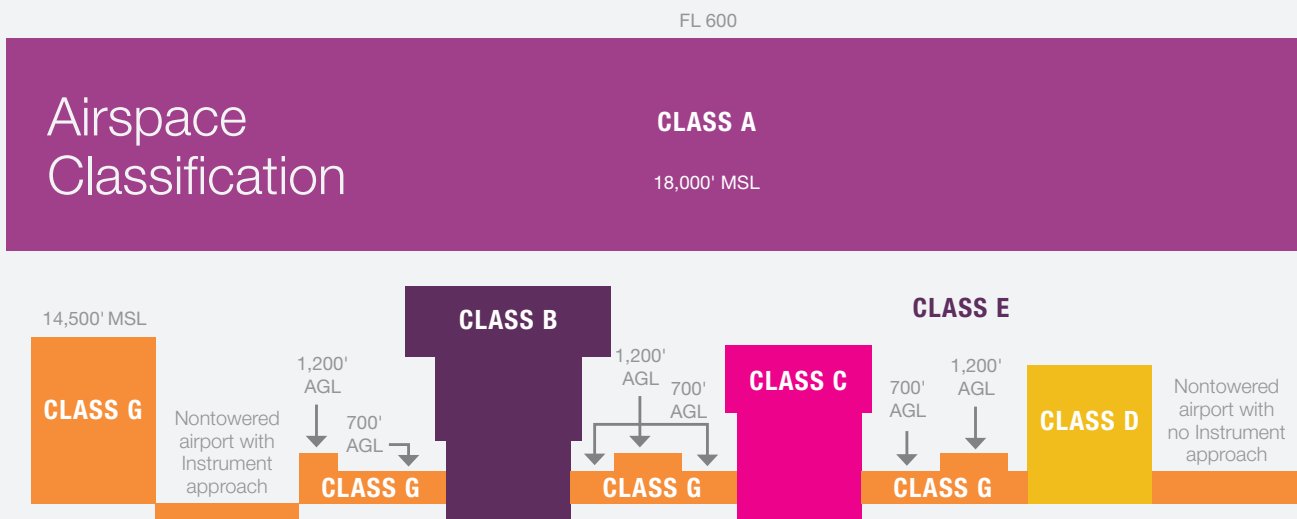 FL 600
Airspace
Classification
CLASS A
18,000' MSL
14,500' MSL
CLASS G
Nontowered
airport with
Instrument
approach
1,200'
AGL
700'
AGL
CLASS G
CLASS B
1,200'
AGL
700'
AGL
CLASS G
CLASS C
CLASS E
700'
AGL
1,200'
AGL
CLASS G
CLASS D
Nontowered
airport with
no Instrument
approach